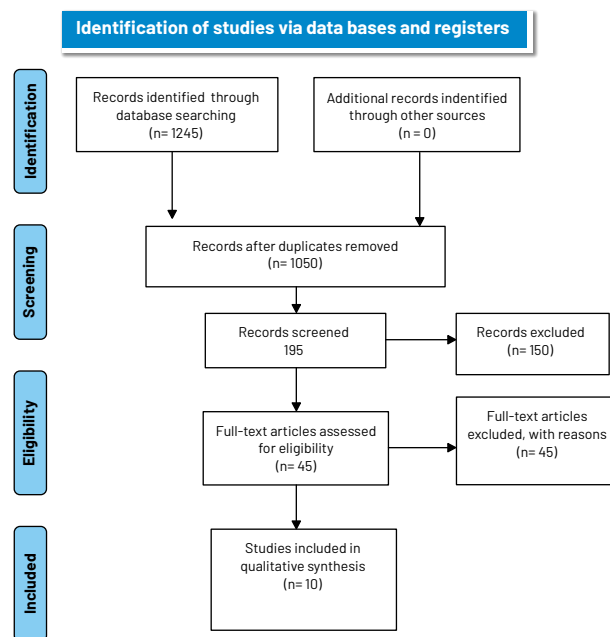 Identification of studies via data bases and registers
Identification
Records identified through
database searching
(n= 1245)
Additional records indentified
through other sources
(n = 0)
Screening
Records after duplicates removed
(n= 1050)
Records screened
195
Records excluded
(n= 150)
Eligibility
Full-text articles assessed
for eligibility
(n= 45)
Full-text articles
excluded, with reasons
(n= 45)
Included
Studies included in
qualitative synthesis
(n= 10)